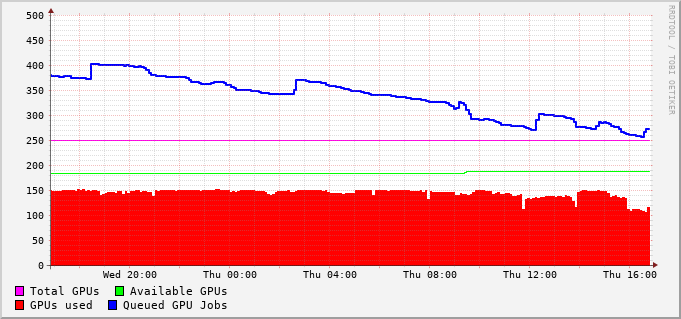 500
450
400
350
300
250
200
150
100
50
0
Wed 20:00 Thu 00:00 Thu 04:00 Thu 08:00 Thu 12:00 Thu 16:00
Total GPUs Available GPUs
GPUs used Queued GPU Jobs
RRDTOOL / TOBI OETIKER